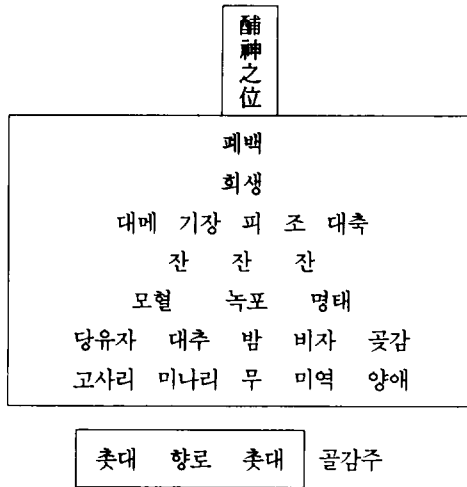 酺神之位
폐백
희생
대메 기장 피 조 대축
잔 잔 잔
모혈 녹포 명태
당유자 대추 밤 비자 곶감
고사리 미나리 무 미역 양애
촛대 향로 촛대 골감주